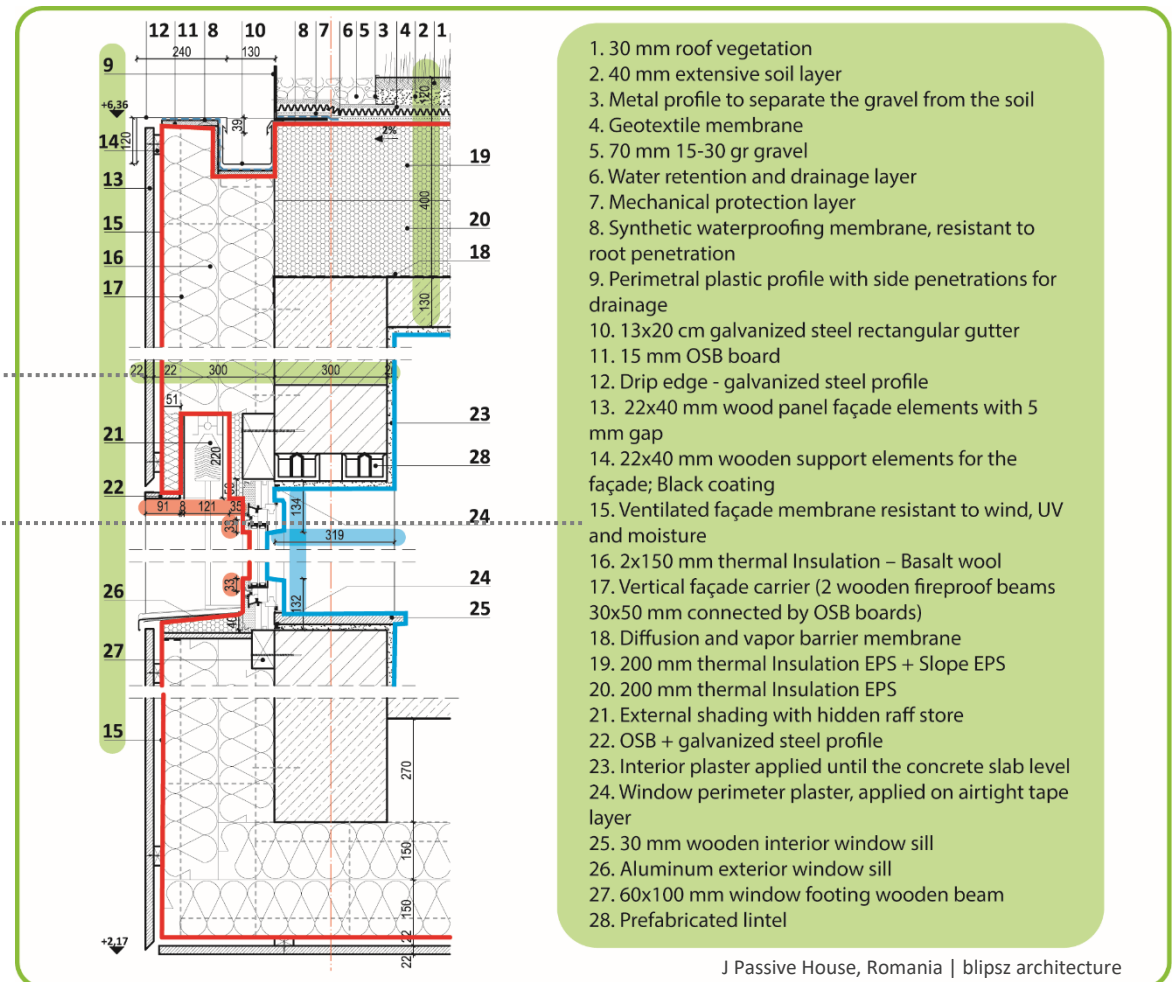 12 11 8 10 8 7 6 5 3 4 2 1
240 130
9
+6,36
120
39
120
2%
14
19
13
400
15
20
16
18
17
130
22 22 300 300
51
23
21
220
28
22
91 8 121 35
134
33
319
24
33
24
26
132
25
40
27
15
270
150
150
+2,17
22 22
1. 30 mm roof vegetation
2. 40 mm extensive soil layer
3. Metal profile to separate the gravel from the soil
4. Geotextile membrane
5. 70 mm 15-30 gr gravel
6. Water retention and drainage layer
7. Mechanical protection layer
8. Synthetic waterproofing membrane, resistant to
root penetration
9. Perimetral plastic profile with side penetrations for
drainage
10. 13x20 cm galvanized steel rectangular gutter
11. 15 mm OSB board
12. Drip edge - galvanized steel profile
13. 22x40 mm wood panel façade elements with 5
mm gap
14. 22x40 mm wooden support elements for the
façade; Black coating
15. Ventilated façade membrane resistant to wind, UV
and moisture
16. 2x150 mm thermal Insulation – Basalt wool
17. Vertical façade carrier (2 wooden fireproof beams
30x50 mm connected by OSB boards)
18. Diffusion and vapor barrier membrane
19. 200 mm thermal Insulation EPS + Slope EPS
20. 200 mm thermal Insulation EPS
21. External shading with hidden raff store
22. OSB + galvanized steel profile
23. Interior plaster applied until the concrete slab level
24. Window perimeter plaster, applied on airtight tape
layer
25. 30 mm wooden interior window sill
26. Aluminum exterior window sill
27. 60x100 mm window footing wooden beam
28. Prefabricated lintel
J Passive House, Romania | blipsz architecture